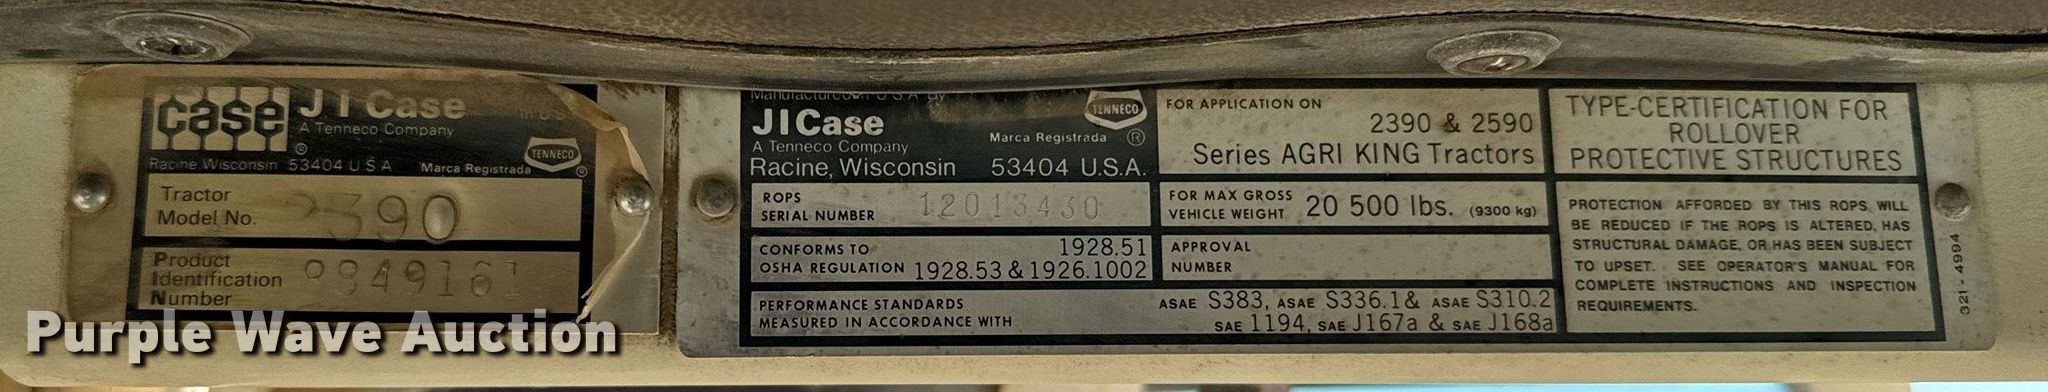 case
J I Case
A Tenneco Company
TENNECO
Racine, Wisconsin 53404 U.S.A Marca Registrada ®
Tractor
Model No. 2390
Product
Identification
Number
Manufactured in U S A By
JI Case
A Tenneco Company
Racine, Wisconsin 53404 U.S.A.
TENNECO
Marca Registrada ®
ROPS
SERIAL NUMBER 12013430
CONFORMS TO 1928.51
OSHA REGULATION 1928.53 & 1926.1002
PERFORMANCE STANDARDS
MEASURED IN ACCORDANCE WITH
ASAE S383, ASAE S336.1 & ASAE S310.2
SAE 1194, SAE J167a & SAE J168a
FOR APPLICATION ON
2390 & 2590
Series AGRI KING Tractors
FOR MAX GROSS
VEHICLE WEIGHT 20 500 lbs. (9300 kg)
APPROVAL
NUMBER
TYPE-CERTIFICATION FOR
ROLLOVER
PROTECTIVE STRUCTURES
PROTECTION AFFORDED BY THIS ROPS WILL
BE REDUCED IF THE ROPS IS ALTERED, HAS
STRUCTURAL DAMAGE, OR HAS BEEN SUBJECT
TO UPSET. SEE OPERATOR'S MANUAL FOR
COMPLETE INSTRUCTIONS AND INSPECTION
REQUIREMENTS.
321-4994
Purple Wave Auction